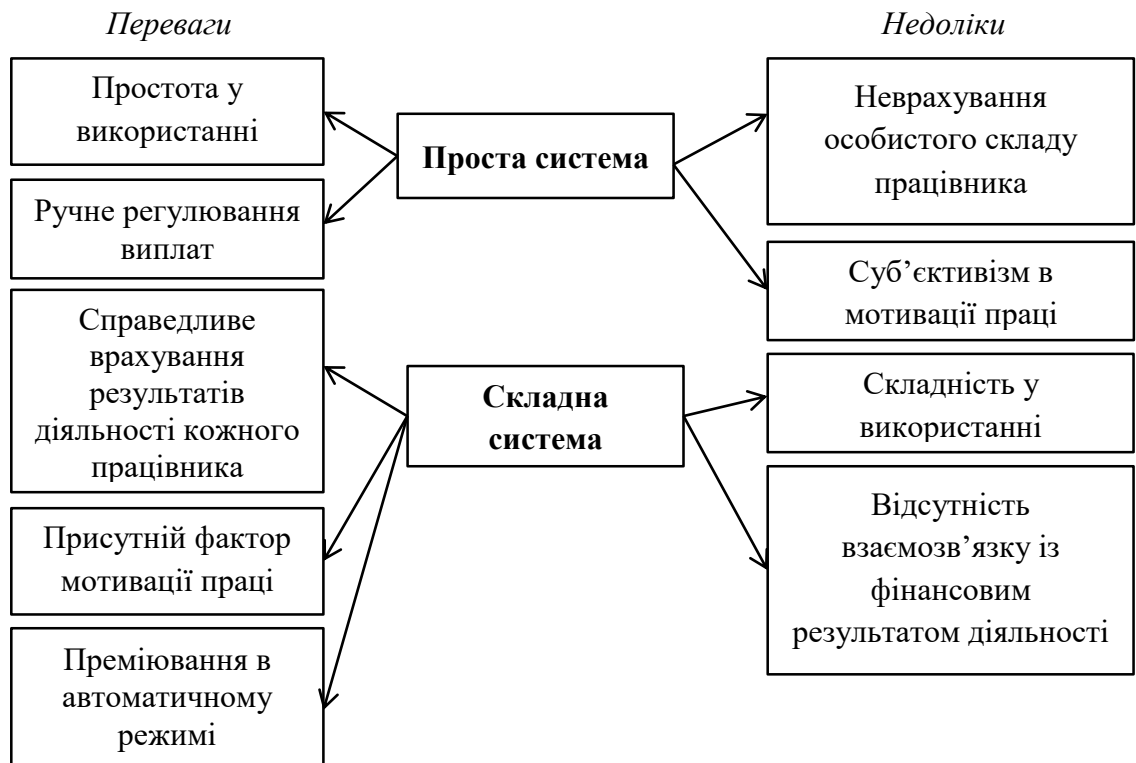 Переваги
Недоліки
Простота у
використанні
Ручне регулювання
виплат
Проста система
Неврахування
особистого складу
працівника
Суб’єктивізм в
мотивації праці
Справедливе
врахування
результатів
діяльності кожного
працівника
Присутній фактор
мотивації праці
Преміювання в
автоматичному
режимі
Складна
система
Складність у
використанні
Відсутність
взаємозв’язку із
фінансовим
результатом діяльності